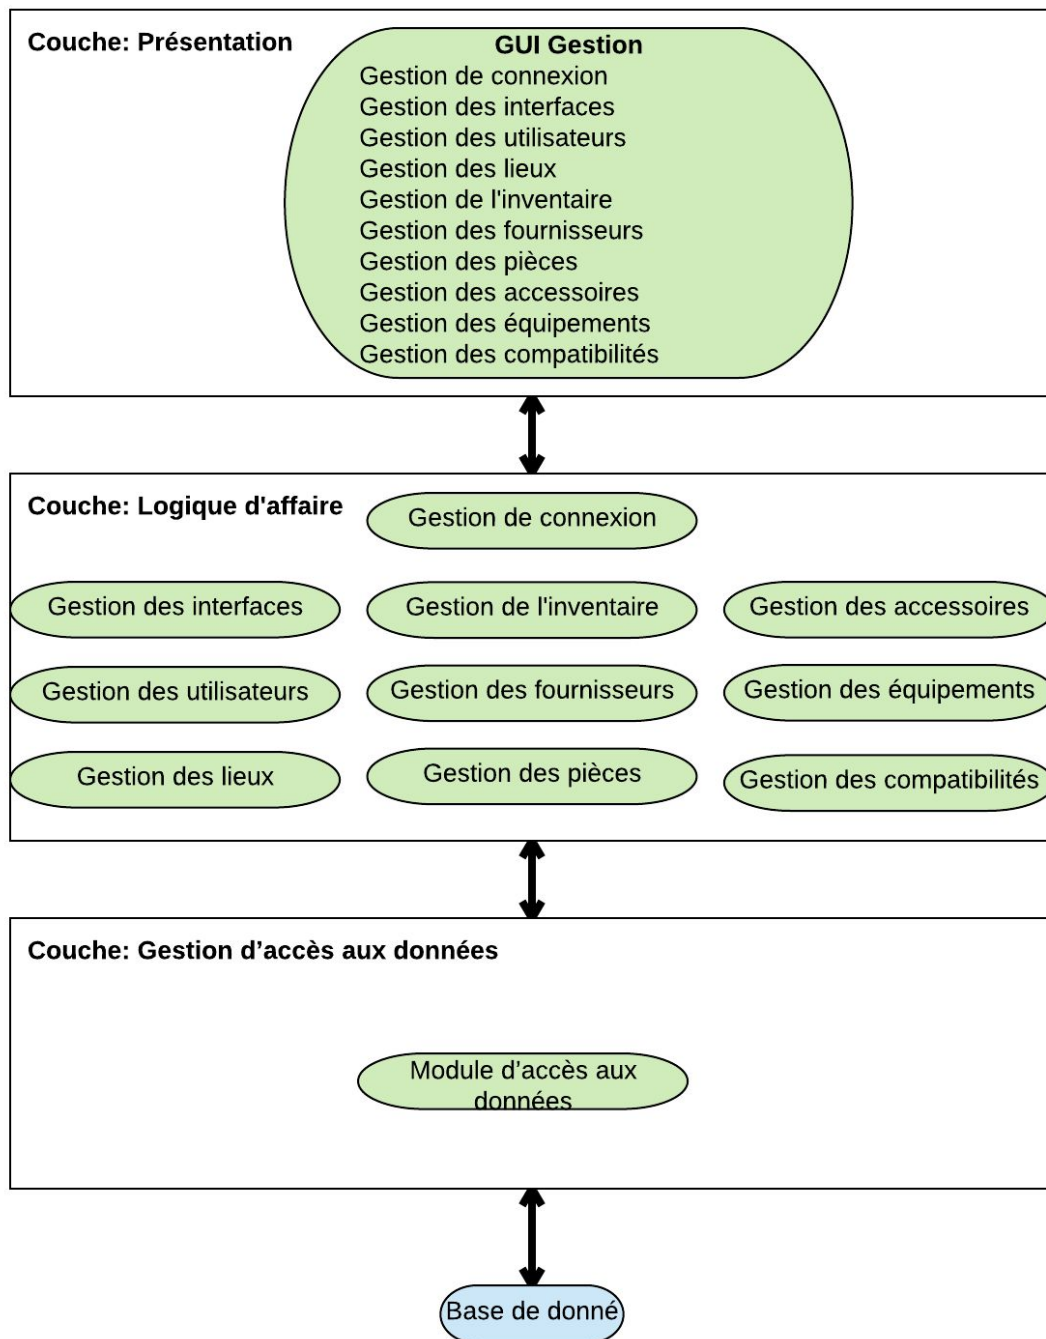 Couche: Présentation
GUI Gestion
Gestion de connexion
Gestion des interfaces
Gestion des utilisateurs
Gestion des lieux
Gestion de l'inventaire
Gestion des fournisseurs
Gestion des pièces
Gestion des accessoires
Gestion des équipements
Gestion des compatibilités
Couche: Logique d'affaire
Gestion de connexion
Gestion des interfaces
Gestion de l'inventaire
Gestion des accessoires
Gestion des utilisateurs
Gestion des fournisseurs
Gestion des équipements
Gestion des lieux
Gestion des pièces
Gestion des compatibilités
Couche: Gestion d’accès aux données
Module d’accès aux
données
Base de donné